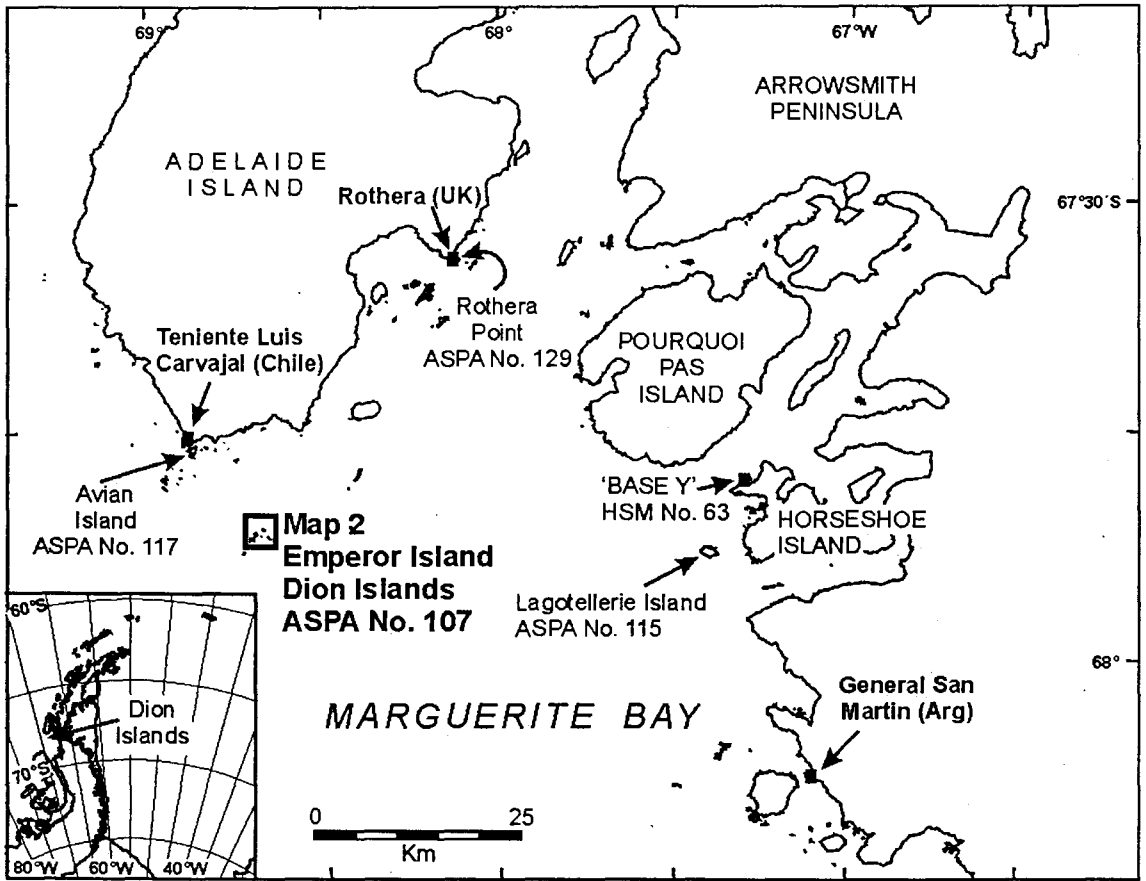 69°
68°
67°W
ARROWSMITH
PENINSULA
ADELAIDE
ISLAND
Rothera (UK)
67°30´S
Rothera
Point
ASPA No. 129
Teniente Luis
Carvajal (Chile)
POURQUOI
PAS
ISLAND
Avian
Island
ASPA No. 117
'BASE Y'
HSM No. 63
HORSESHOE
ISLAND
Map 2
Emperor Island
Dion Islands
ASPA No. 107
Lagotellerie Island
ASPA No. 115
60°S
68°
Dion
Islands
General San
Martin (Arg)
MARGUERITE BAY
70°S
0 25
Km
80°W 60°W 40°W